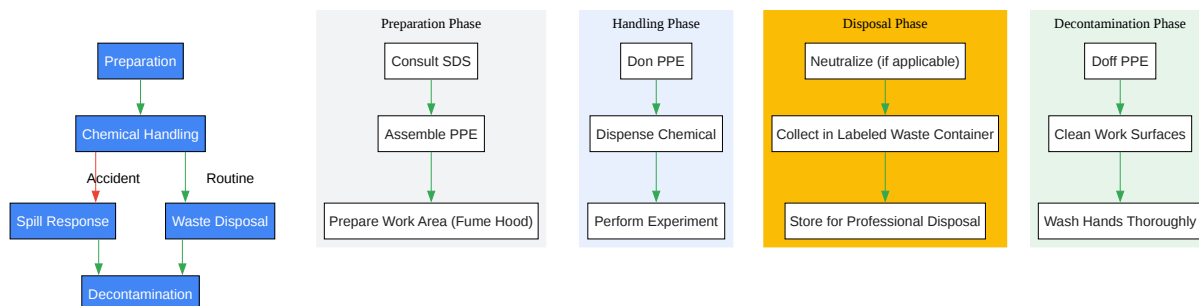 Preparation
Chemical Handling
Accident
Routine
Spill Response
Waste Disposal
Decontamination
Preparation Phase
Consult SDS
Assemble PPE
Prepare Work Area (Fume Hood)
Handling Phase
Don PPE
Dispense Chemical
Perform Experiment
Disposal Phase
Neutralize (if applicable)
Collect in Labeled Waste Container
Store for Professional Disposal
Decontamination Phase
Doff PPE
Clean Work Surfaces
Wash Hands Thoroughly